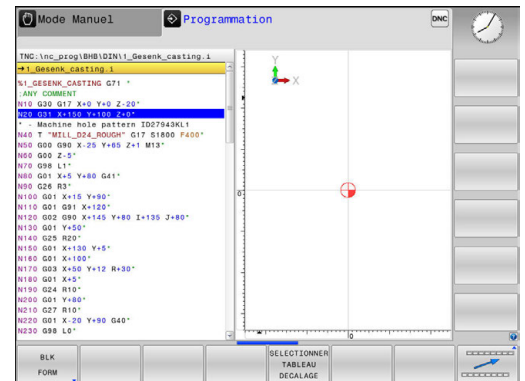 Mode Manuel
Programmation
DNC
TNC:\nc_prog\BHB\DIN\1_Gesenk_casting.i
→1_Gesenk_casting.i
%1_GESENK_CASTING G71 *
;ANY COMMENT
N10 G30 G17 X+0 Y+0 Z-20*
N20 G31 X+150 Y+100 Z+0*
* - Machine hole pattern ID27943KL1
N40 T "MILL_D24_ROUGH" G17 S1800 F400*
N50 G00 G90 X-25 Y+65 Z+1 M13*
N60 G00 Z-5*
N70 G98 L1*
N80 G01 X+5 Y+80 G41*
N90 G26 R3*
N100 G01 X+15 Y+90*
N110 G01 G91 X+120*
N120 G02 G90 X+145 Y+80 I+135 J+80*
N130 G01 Y+50*
N140 G25 R20*
N150 G01 X+130 Y+5*
N160 G01 X+100*
N170 G03 X+50 Y+12 R+30*
N180 G01 X+5*
N190 G24 R10*
N200 G01 Y+80*
N210 G27 R10*
N220 G01 X-20 Y+90 G40*
N230 G98 L0*
Y
X
0
0
BLK
FORM
SELECTIONNER
TABLEAU
DECALAGE